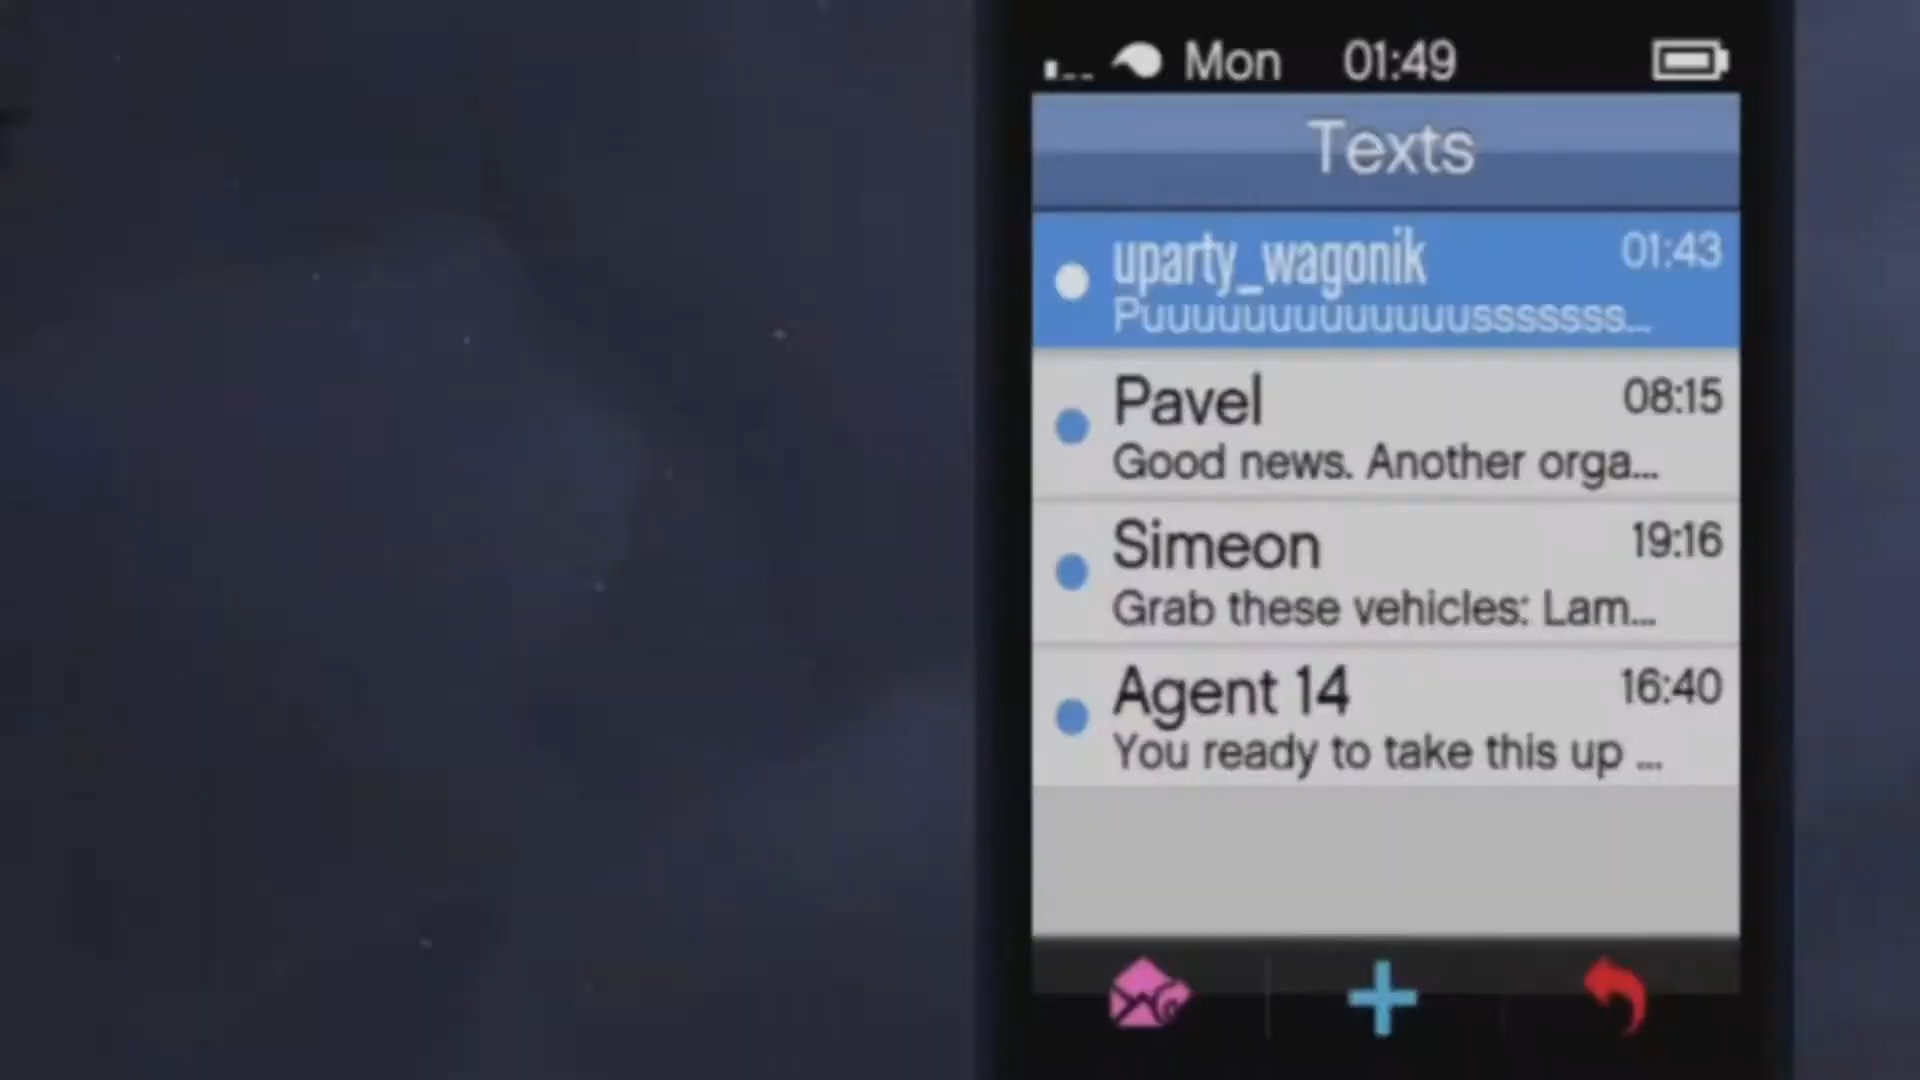 Mon 01:49
Texts
uparty_wagonik 01:43
Puuuuuuuuuuuuusssssss...
Pavel 08:15
Good news. Another orga...
Simeon 19:16
Grab these vehicles: Lam...
Agent 14 16:40
You ready to take this up ...